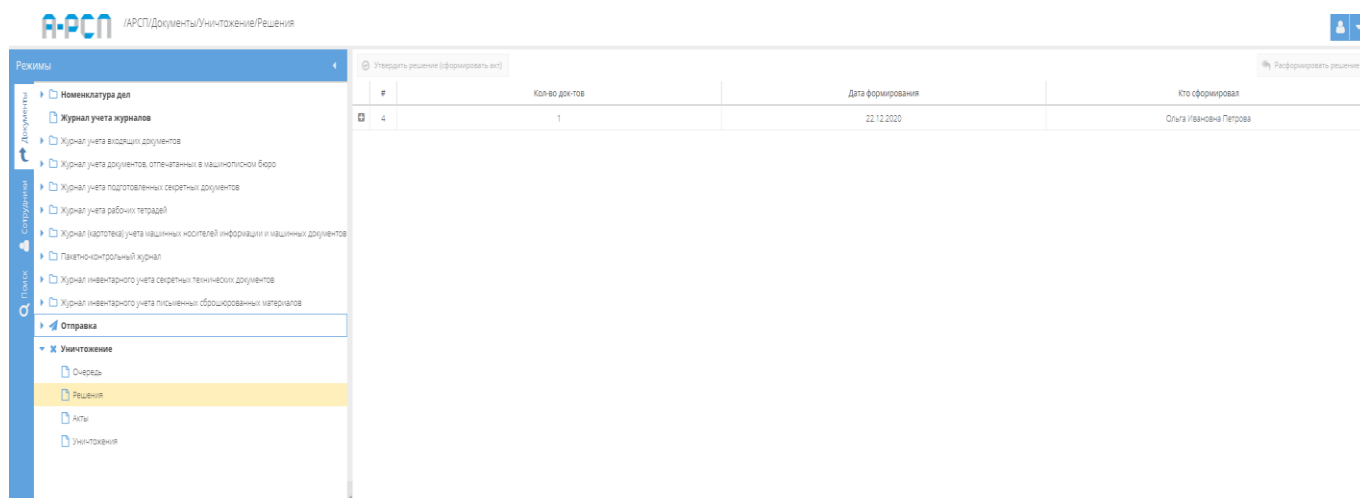 А-РСП /АРСП/Документы/Уничтожение/Решения
Режимы
Утвердить решение (сформировать акт)
Расформировать решение
# Кол-во док-тов Дата формирования Кто сформировал
4 1 22.12.2020 Ольга Ивановна Петрова
Документы
Сотрудники
Поиск
Номенклатура дел
Журнал учета журналов
Журнал учета входящих документов
Журнал учета документов, отпечатанных в машинописном бюро
Журнал учета подготовленных секретных документов
Журнал учета рабочих тетрадей
Журнал (картотека) учета машинных носителей информации и машинных документов
Пакетно-контрольный журнал
Журнал инвентарного учета секретных технических документов
Журнал инвентарного учета письменных сброшюрованных материалов
Отправка
Уничтожение
Очередь
Решения
Акты
Уничтожения